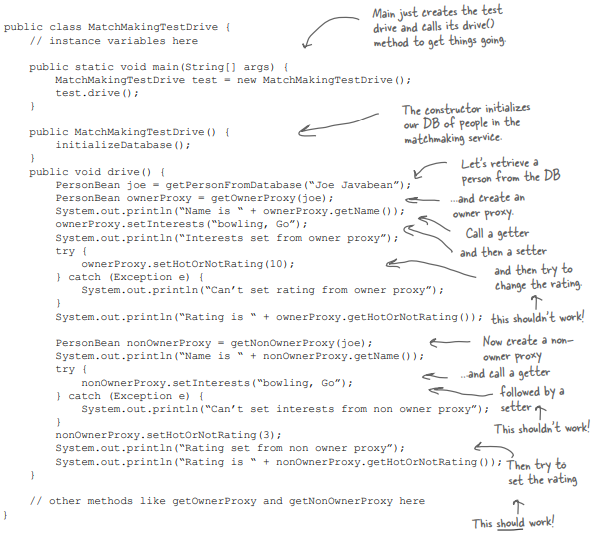 public class MatchMakingTestDrive {
// instance variables here
public static void main(String[] args) {
MatchMakingTestDrive test = new MatchMakingTestDrive();
test.drive();
}
public MatchMakingTestDrive() {
initializeDatabase();
}
public void drive() {
PersonBean joe = getPersonFromDatabase(“Joe Javabean”);
PersonBean ownerProxy = getOwnerProxy(joe);
System.out.println(“Name is “ + ownerProxy.getName());
ownerProxy.setInterests(“bowling, Go”);
System.out.println(“Interests set from owner proxy”);
try {
ownerProxy.setHotOrNotRating(10);
} catch (Exception e) {
System.out.println(“Can’t set rating from owner proxy”);
}
System.out.println(“Rating is “ + ownerProxy.getHotOrNotRating());
PersonBean nonOwnerProxy = getNonOwnerProxy(joe);
System.out.println(“Name is “ + nonOwnerProxy.getName());
try {
nonOwnerProxy.setInterests(“bowling, Go”);
} catch (Exception e) {
System.out.println(“Can’t set interests from non owner proxy”);
}
nonOwnerProxy.setHotOrNotRating(3);
System.out.println(“Rating set from non owner proxy”);
System.out.println(“Rating is “ + nonOwnerProxy.getHotOrNotRating());
}
// other methods like getOwnerProxy and getNonOwnerProxy here
}
Main just creates the test
drive and calls its drive()
method to get things going.
The constructor initializes
our DB of people in the
matchmaking service.
Let's retrieve a
person from the DB
...and create an
owner proxy.
Call a getter
and then a setter
and then try to
change the rating.
this shouldn't work!
Now create a non-
owner proxy
...and call a getter
followed by a
setter
This shouldn't work!
Then try to
set the rating
This should work!